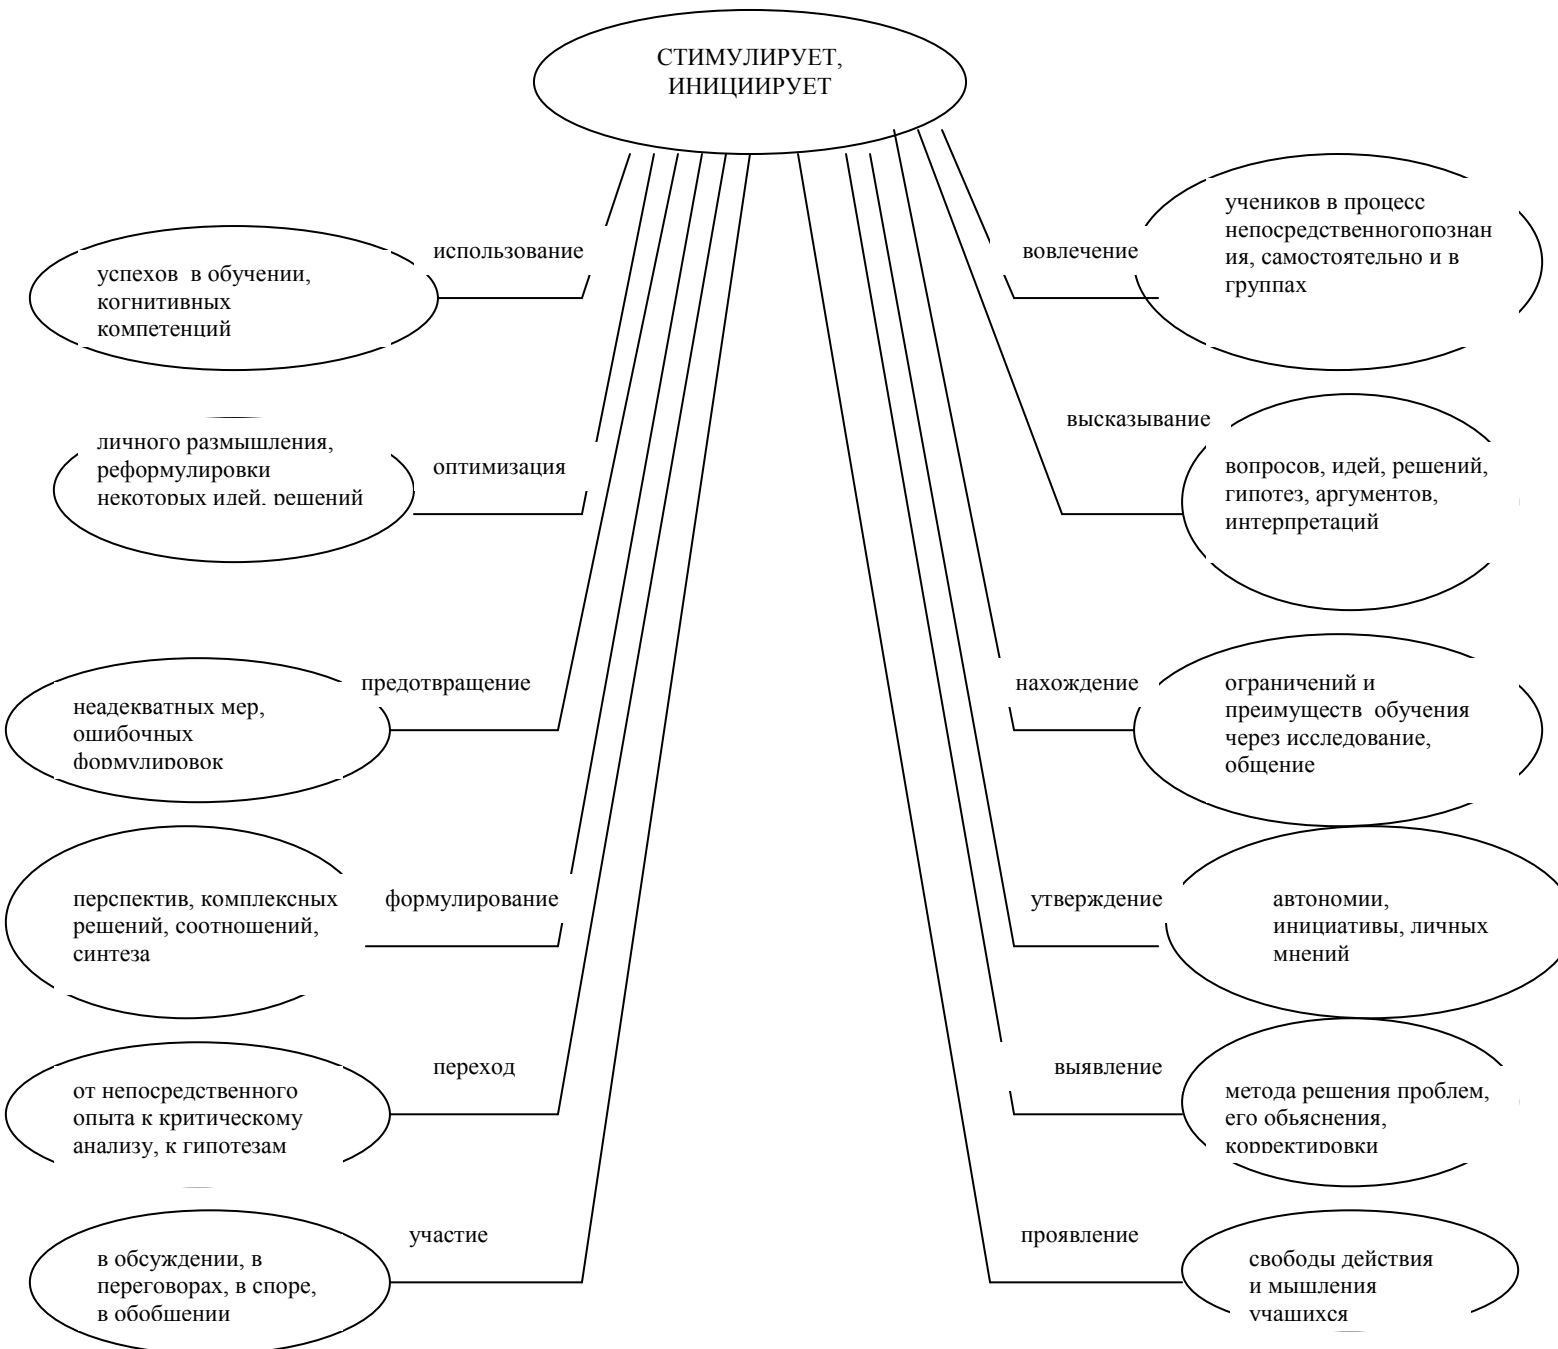 СТИМУЛИРУЕТ,
ИНИЦИИРУЕТ
использование
успехов в обучении,
когнитивных
компетенций
оптимизация
личного размышления,
реформулировки
некоторых идей, решений
предотвращение
неадекватных мер,
ошибочных
формулировок
формулирование
перспектив, комплексных
решений, соотношений,
синтеза
переход
от непосредственного
опыта к критическому
анализу, к гипотезам
участие
в обсуждении, в
переговорах, в споре,
в обобшении
вовлечение
учеников в процесс
непосредственногопознан
ия, самостоятельно и в
группах
высказывание
вопросов, идей, решений,
гипотез, аргументов,
интерпретаций
нахождение
ограничений и
преимуществ обучения
через исследование,
общение
утверждение
автономии,
инициативы, личных
мнений
выявление
метода решения проблем,
его обьяснения,
корректировки
проявление
свободы действия
и мышления
учашихся